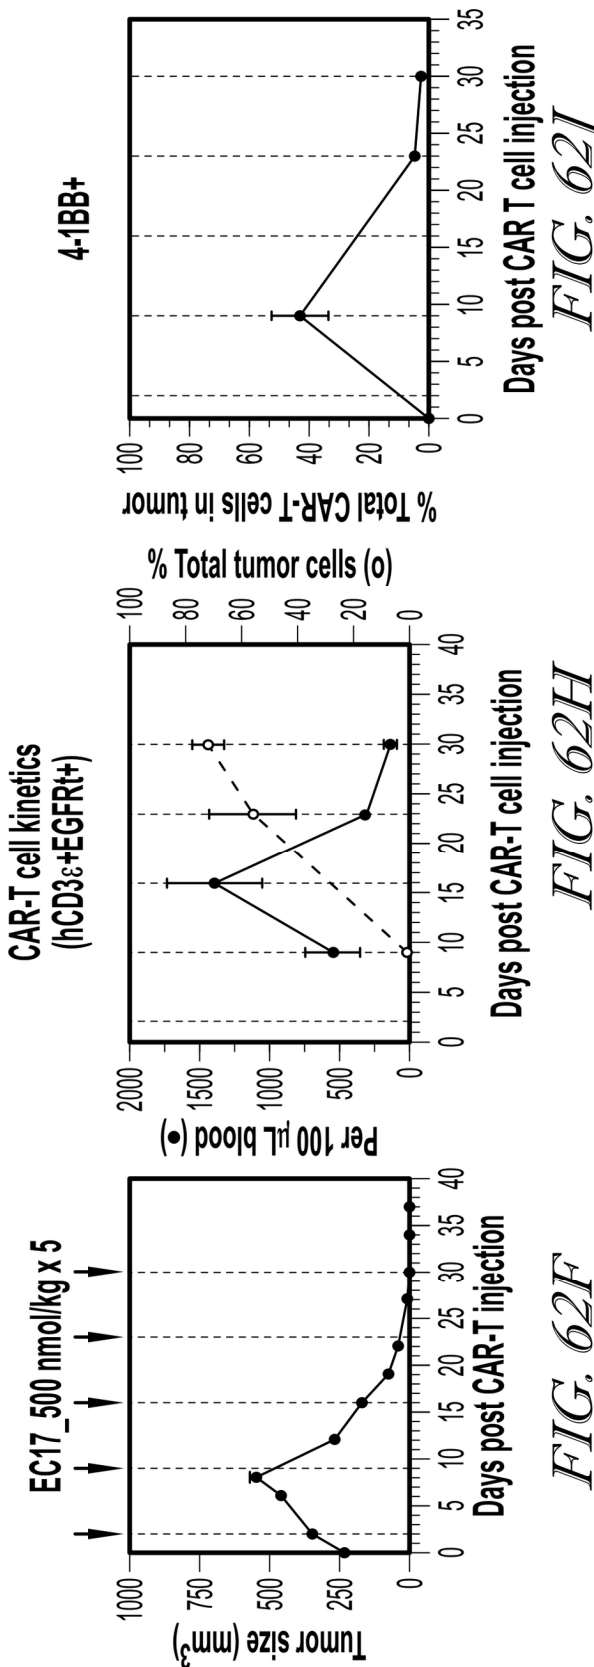 EC17_500 nmol/kg x 5
Tumor size (mm³)
1000
750
500
250
0
0 5 10 15 20 25 30 35 40
Days post CAR-T injection
FIG. 62F
CAR-T cell kinetics
(hCD3ε+EGFRt+)
Per 100 µL blood (●)
2000
1500
1000
500
0
% Total tumor cells (o)
100
80
60
40
20
0
0 5 10 15 20 25 30 35 40
Days post CAR-T cell injection
FIG. 62H
4-1BB+
% Total CAR-T cells in tumor
100
80
60
40
20
0
0 5 10 15 20 25 30 35
Days post CAR T cell injection
FIG. 62I